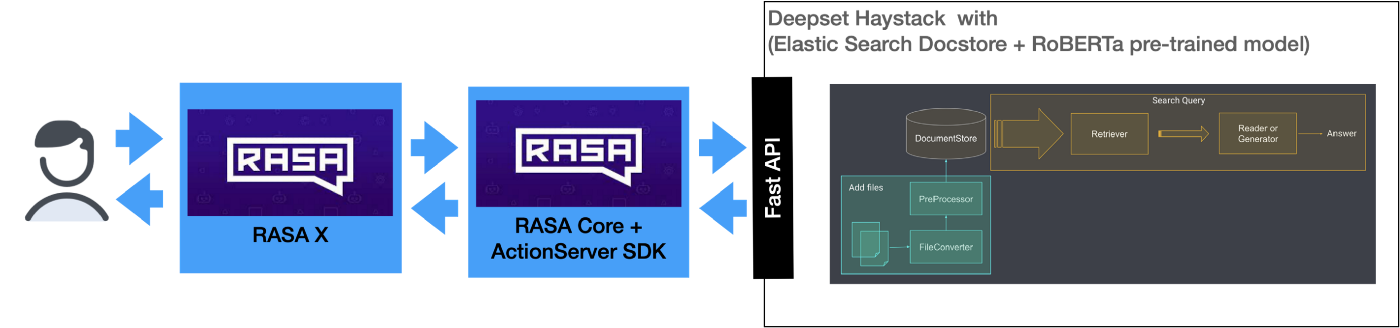 Deepset Haystack with
(Elastic Search Docstore + RoBERTa pre-trained model)
RASA
RASA X
RASA
RASA Core +
ActionServer SDK
Fast API
Search Query
DocumentStore
Retriever
Reader or
Generator
Answer
Add files
PreProcessor
FileConverter